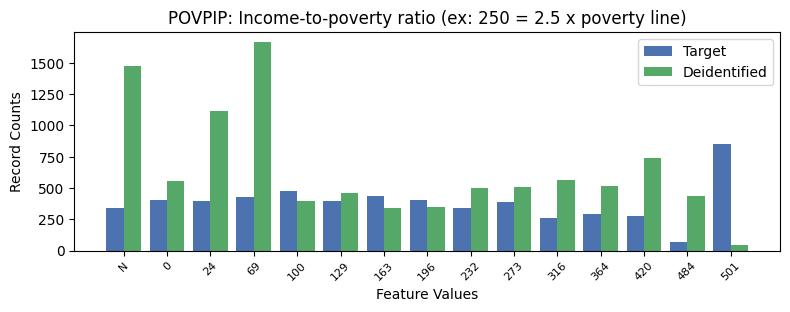 POVPIP: Income-to-poverty ratio (ex: 250 = 2.5 x poverty line)
Target
Deidentified
Record Counts
1500
1250
1000
750
500
250
0
N 0 24 69 100 129 163 196 232 273 316 364 420 484 501
Feature Values